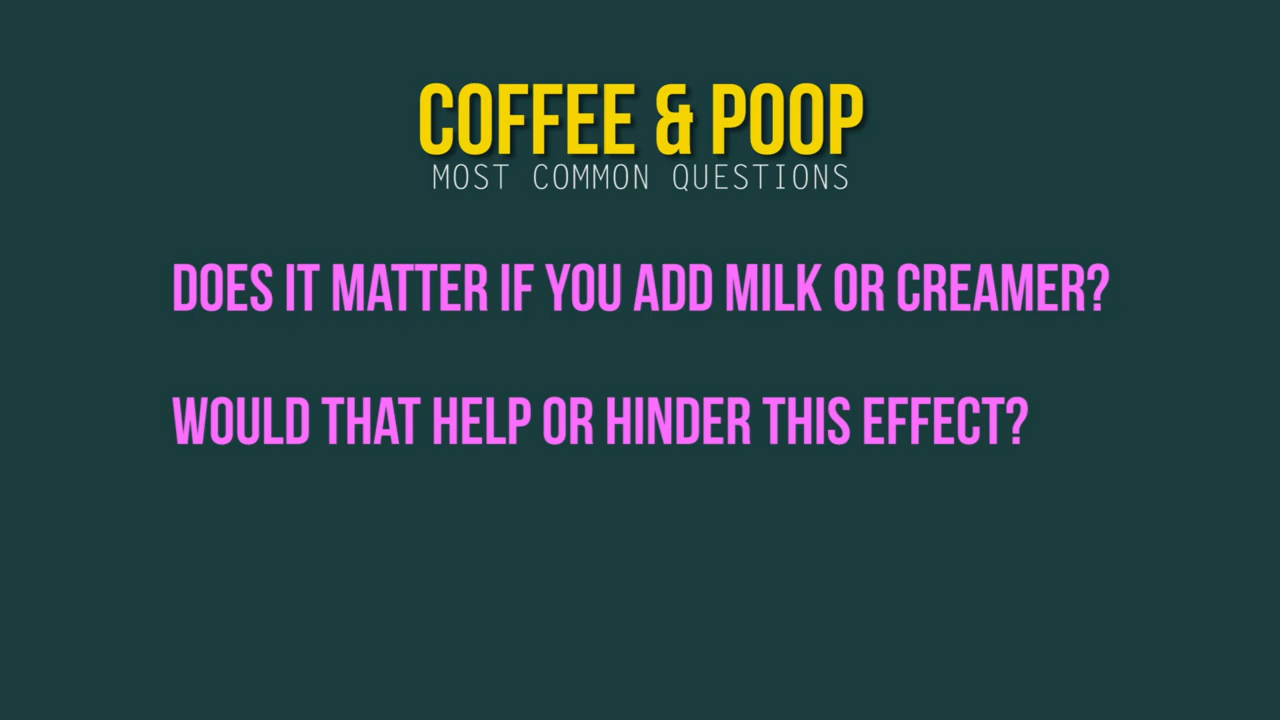 COFFEE & POOP
MOST COMMON QUESTIONS
DOES IT MATTER IF YOU ADD MILK OR CREAMER?
WOULD THAT HELP OR HINDER THIS EFFECT?